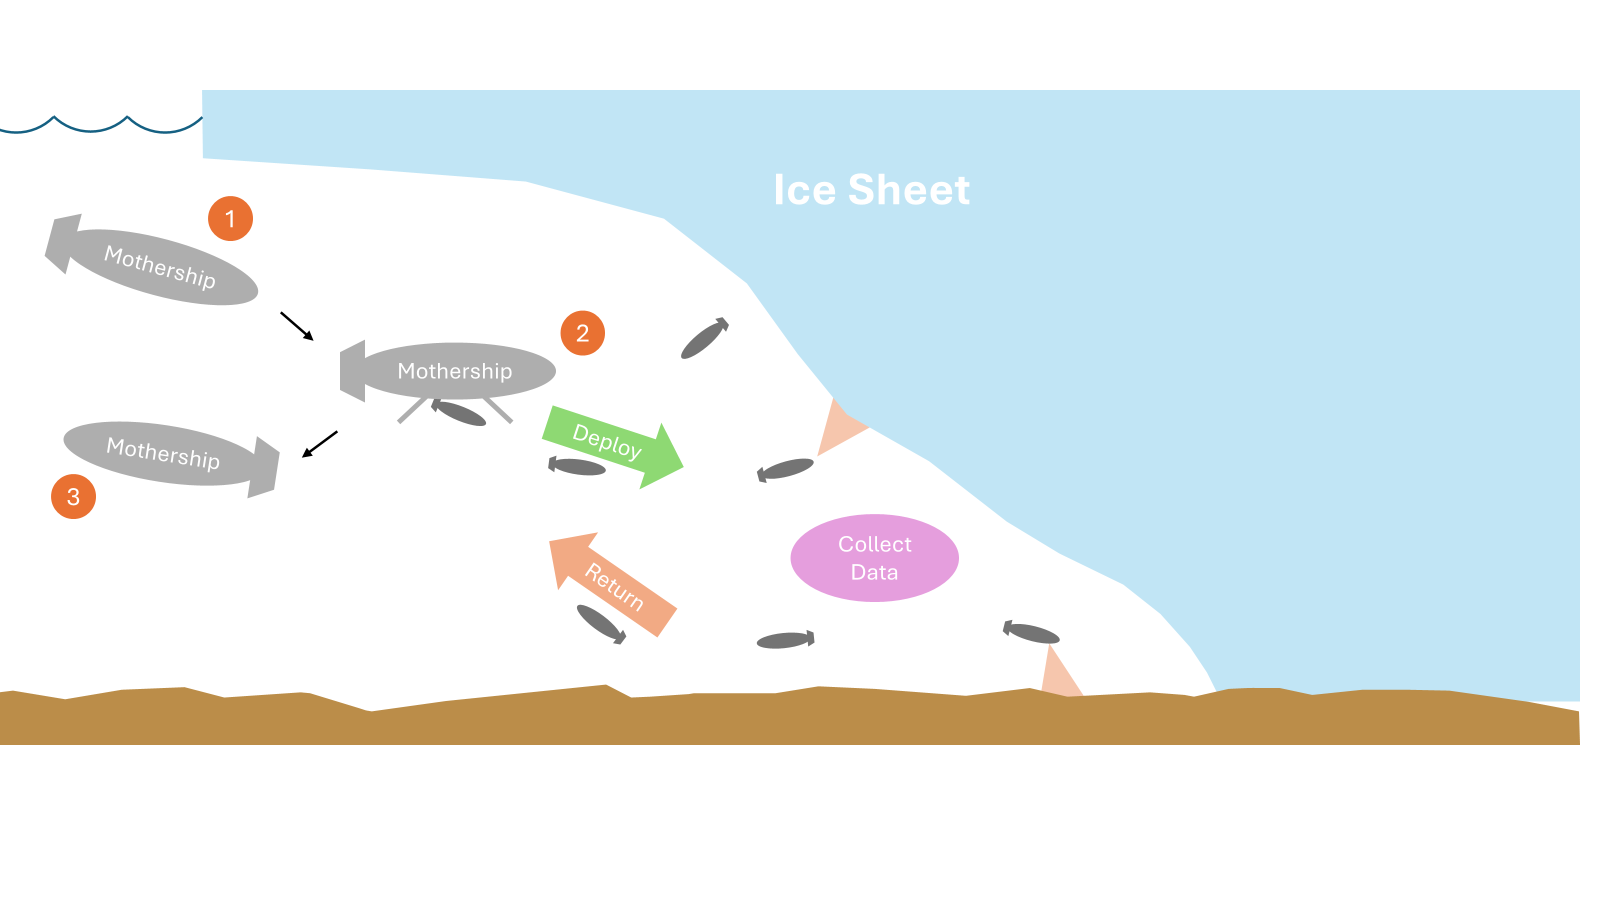 Ice Sheet
1
Mothership
2
Mothership
Deploy
Mothership
3
Collect
Data
Return